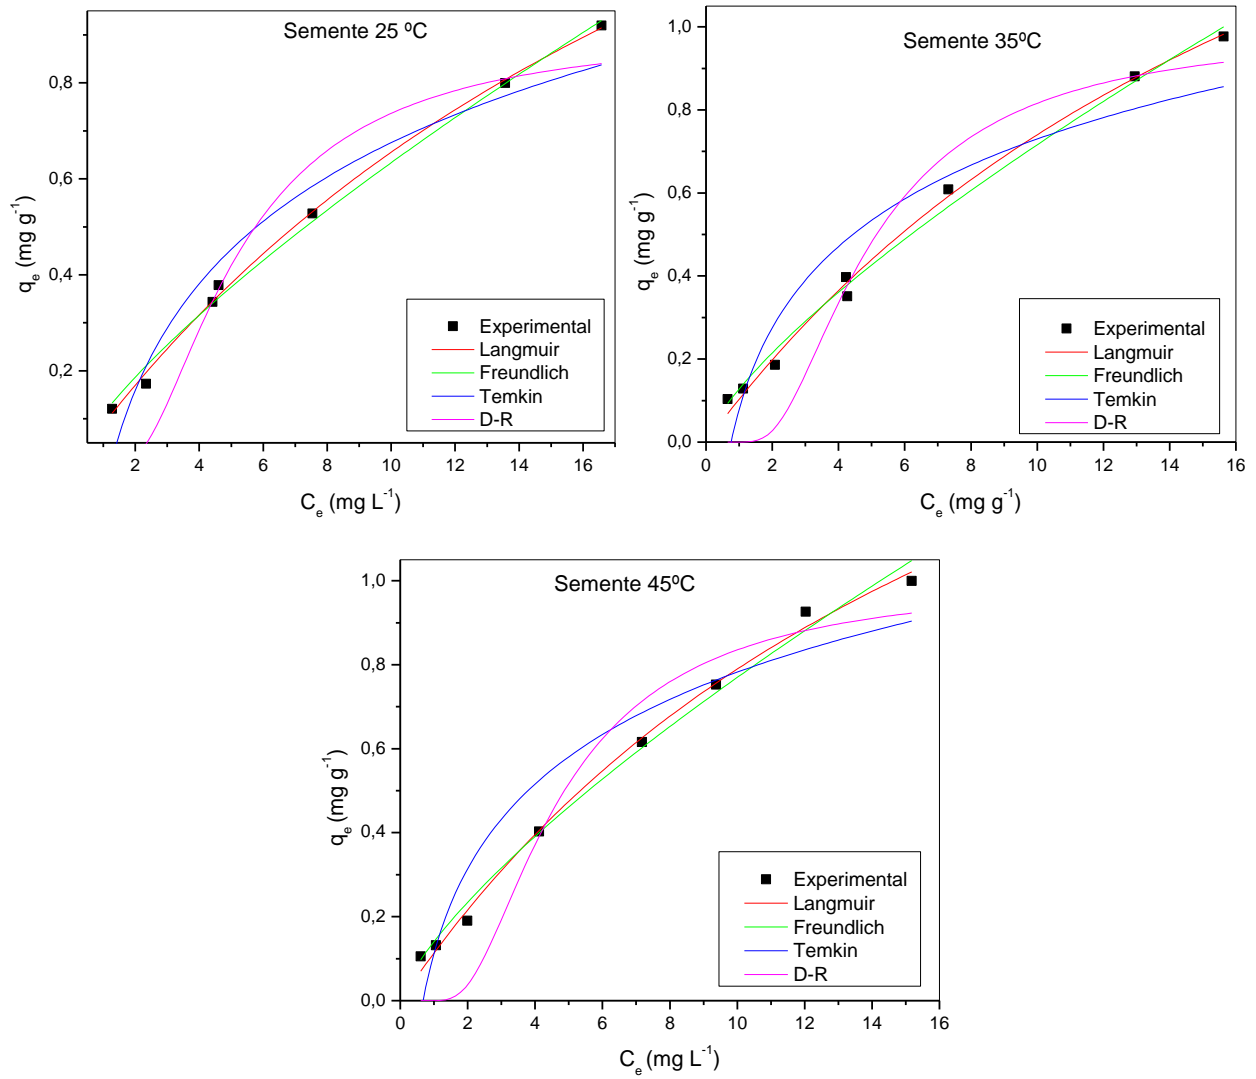 Semente 25 ºC
0,8
0,6
0,4
0,2
qe (mg g-1)
Experimental
Langmuir
Freundlich
Temkin
D-R
2 4 6 8 10 12 14 16
Ce (mg L-1)
Semente 35ºC
1,0
0,8
0,6
0,4
0,2
0,0
qe (mg g-1)
Experimental
Langmuir
Freundlich
Temkin
D-R
0 2 4 6 8 10 12 14 16
Ce (mg g-1)
Semente 45ºC
1,0
0,8
0,6
0,4
0,2
0,0
qe (mg g-1)
Experimental
Langmuir
Freundlich
Temkin
D-R
0 2 4 6 8 10 12 14 16
Ce (mg L-1)